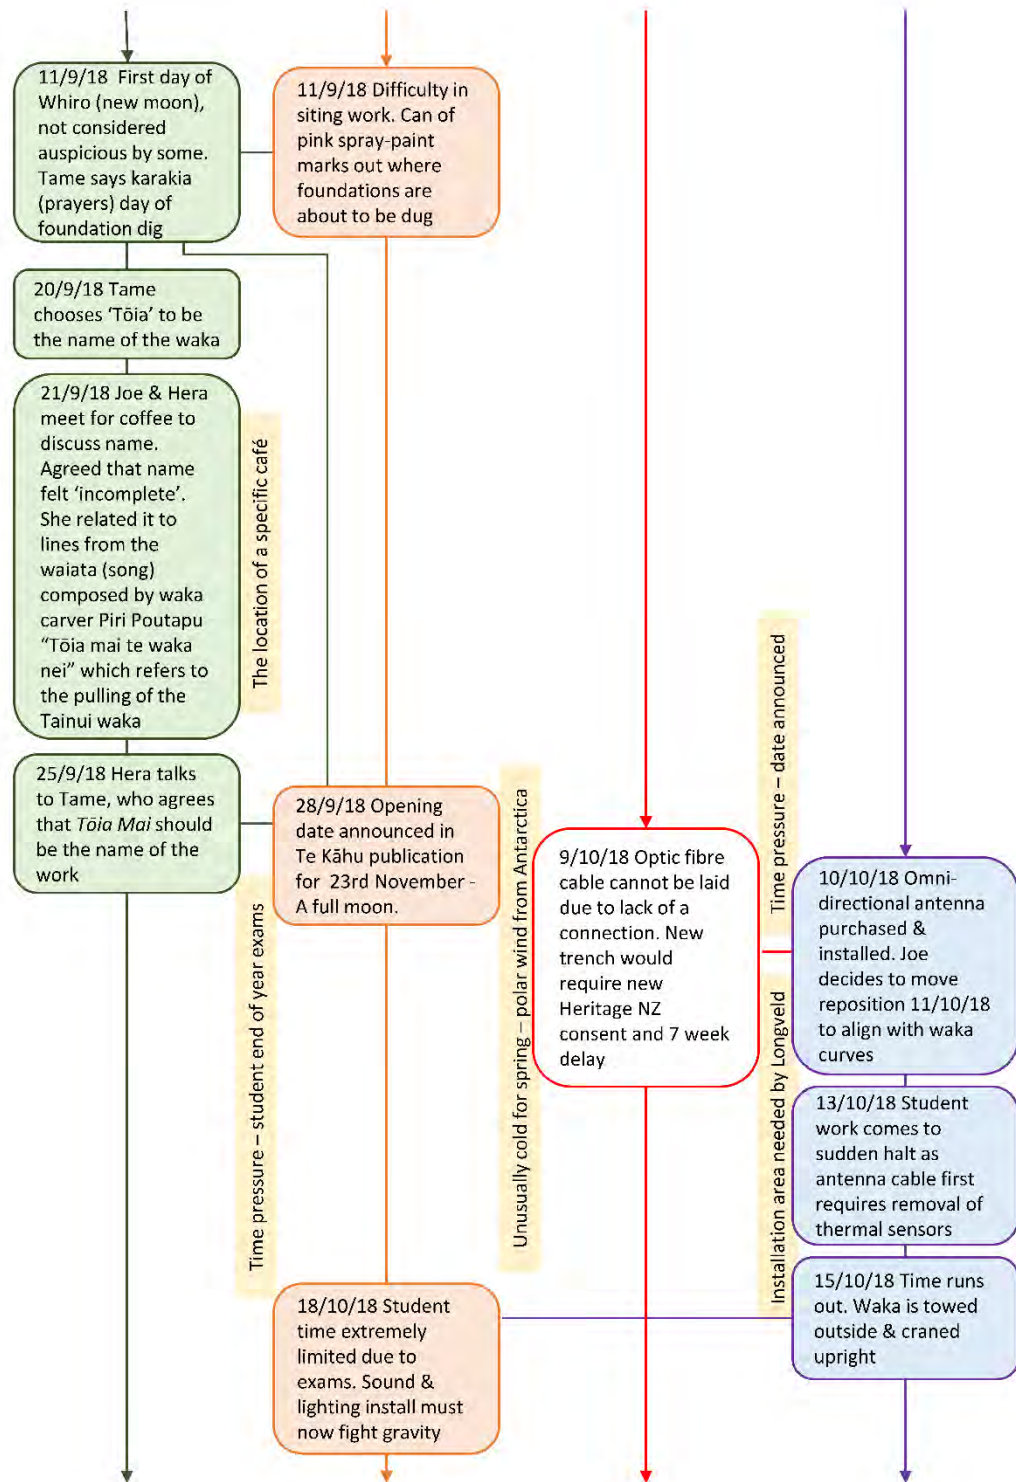 11/9/18 First day of
Whiro (new moon),
not considered
auspicious by some.
Tame says karakia
(prayers) day of
foundation dig
11/9/18 Difficulty in
siting work. Can of
pink spray-paint
marks out where
foundations are
about to be dug
20/9/18 Tame
chooses ‘Tōia’ to be
the name of the waka
21/9/18 Joe & Hera
meet for coffee to
discuss name.
Agreed that name
felt ‘incomplete’.
She related it to
lines from the
waiata (song)
composed by waka
carver Piri Poutapu
“Tōia mai te waka
nei” which refers to
the pulling of the
Tainui waka
The location of a specific café
25/9/18 Hera talks
to Tame, who agrees
that Tōia Mai should
be the name of the
work
28/9/18 Opening
date announced in
Te Kāhu publication
for 23rd November -
A full moon.
Time pressure – student end of year exams
Unusually cold for spring – polar wind from Antarctica
9/10/18 Optic fibre
cable cannot be laid
due to lack of a
connection. New
trench would
require new
Heritage NZ
consent and 7 week
delay
Time pressure – date announced
10/10/18 Omni-
directional antenna
purchased &
installed. Joe
decides to move
reposition 11/10/18
to align with waka
curves
Installation area needed by Longveld
13/10/18 Student
work comes to
sudden halt as
antenna cable first
requires removal of
thermal sensors
15/10/18 Time runs
out. Waka is towed
outside & craned
upright
18/10/18 Student
time extremely
limited due to
exams. Sound &
lighting install must
now fight gravity